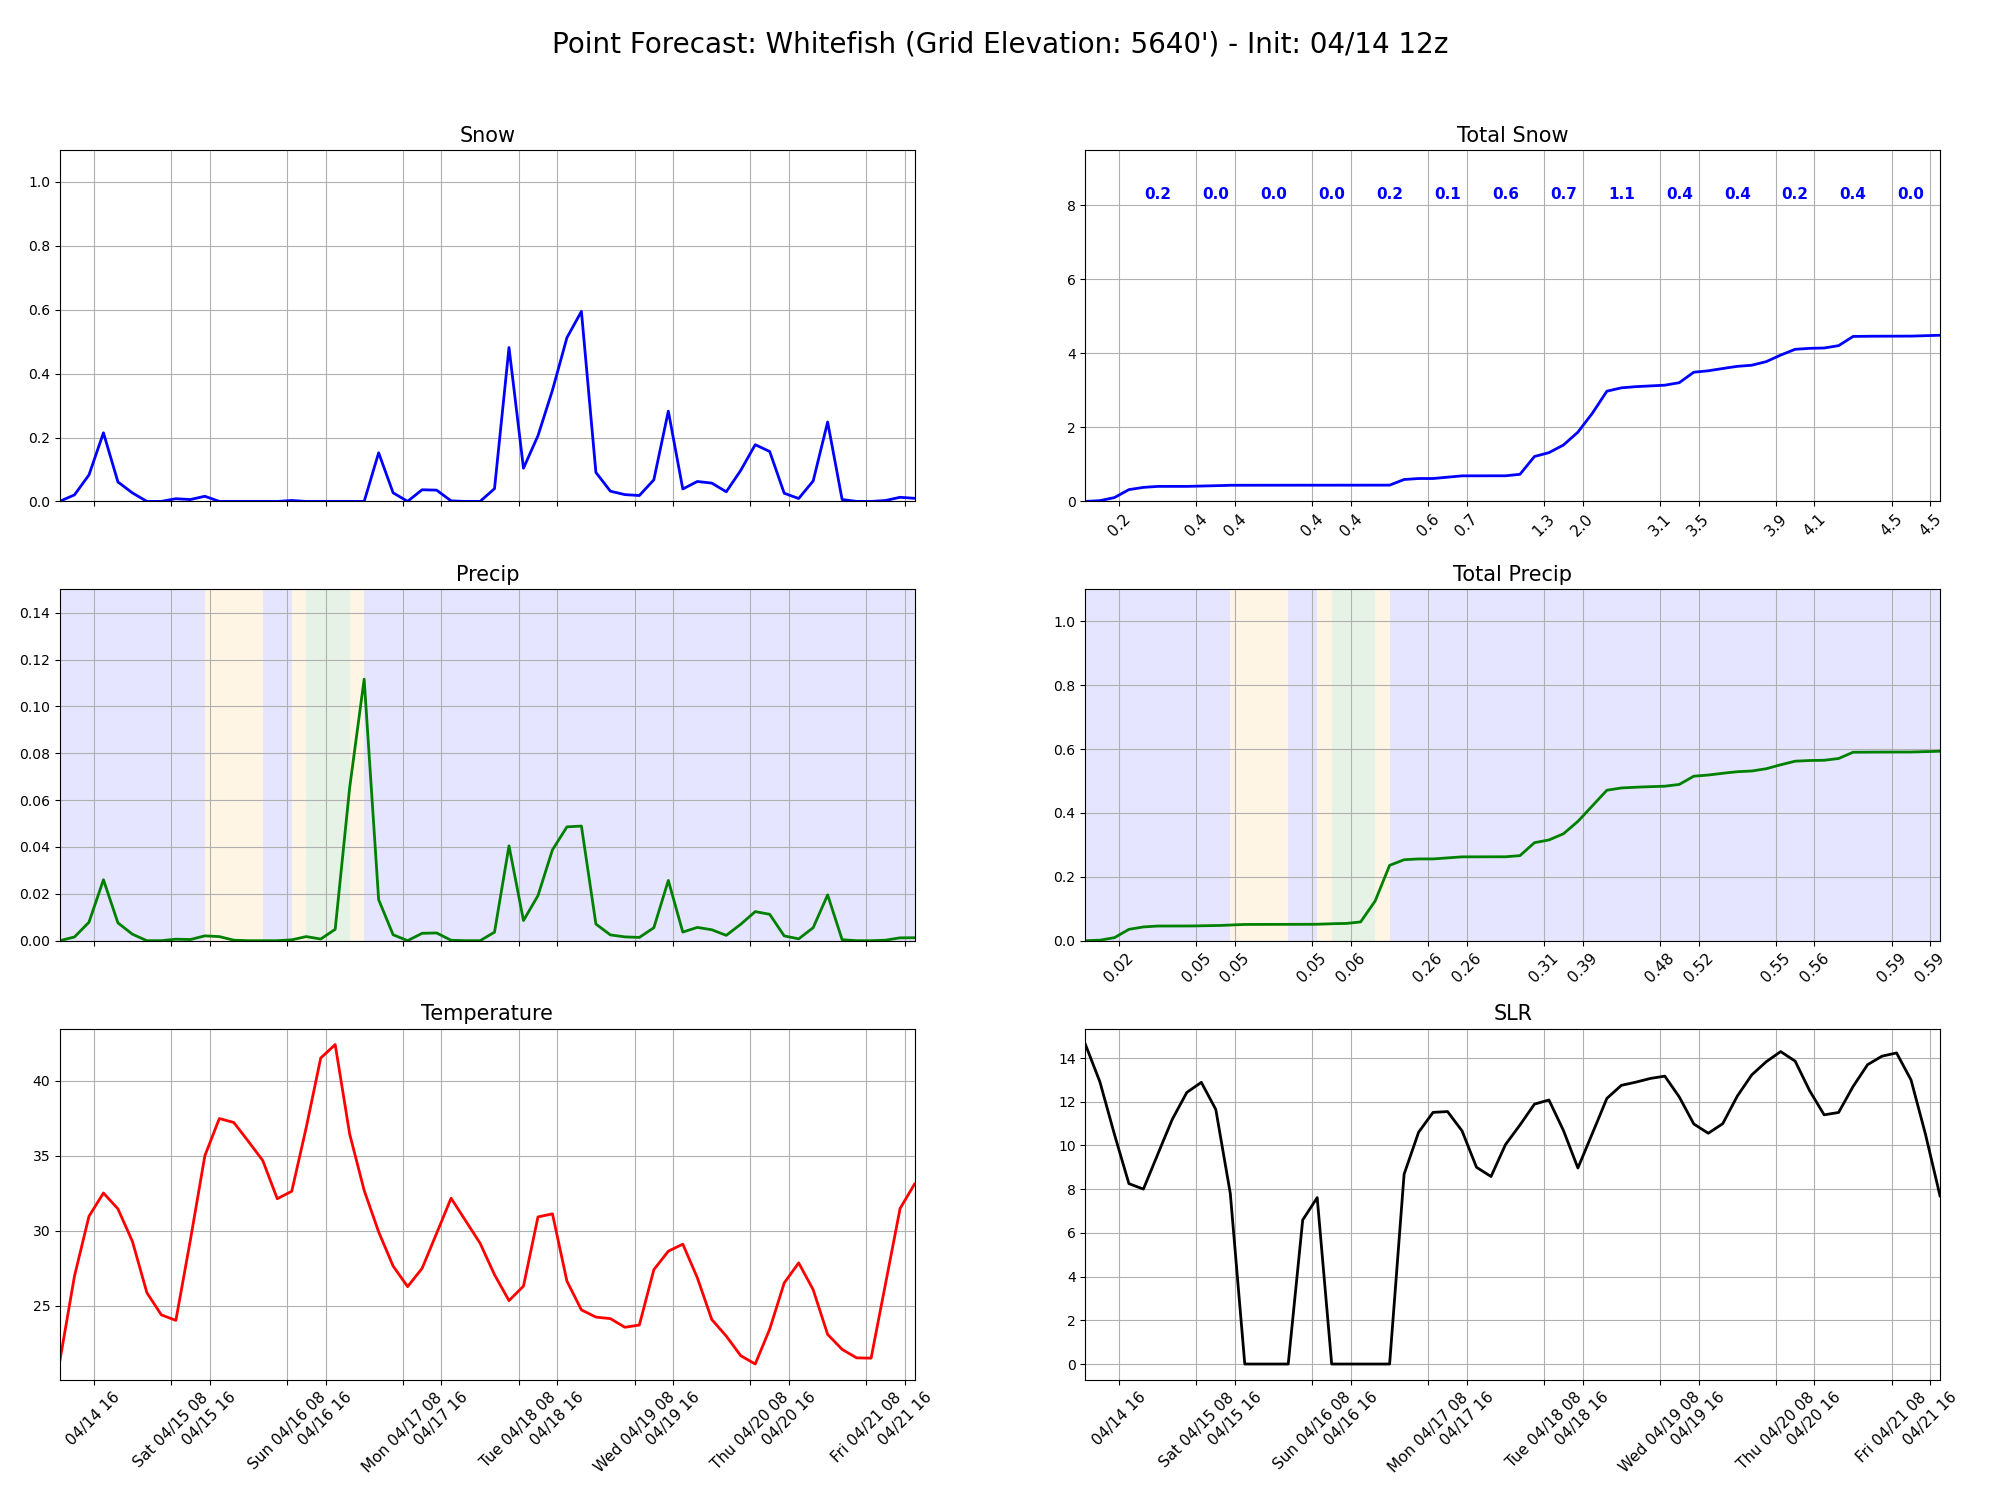 Point Forecast: Whitefish (Grid Elevation: 5640') - Init: 04/14 12z
Snow
1.0
0.8
0.6
0.4
0.2
0.0
Total Snow
0.2 0.0 0.0 0.0 0.2 0.1 0.6 0.7 1.1 0.4 0.4 0.2 0.4 0.0
8
6
4
2
0
0.2 0.4 0.4 0.4 0.4 0.6 0.7 1.3 2.0 3.1 3.5 3.9 4.1 4.5 4.5
Precip
0.14
0.12
0.10
0.08
0.06
0.04
0.02
0.00
Total Precip
1.0
0.8
0.6
0.4
0.2
0.0
0.02 0.05 0.05 0.05 0.06 0.26 0.26 0.31 0.39 0.48 0.52 0.55 0.56 0.59 0.59
Temperature
40
35
30
25
04/14 16
Sat 04/15 08
04/15 16
Sun 04/16 08
04/16 16
Mon 04/17 08
04/17 16
Tue 04/18 08
04/18 16
Wed 04/19 08
04/19 16
Thu 04/20 08
04/20 16
Fri 04/21 08
04/21 16
SLR
14
12
10
8
6
4
2
0
04/14 16
Sat 04/15 08
04/15 16
Sun 04/16 08
04/16 16
Mon 04/17 08
04/17 16
Tue 04/18 08
04/18 16
Wed 04/19 08
04/19 16
Thu 04/20 08
04/20 16
Fri 04/21 08
04/21 16